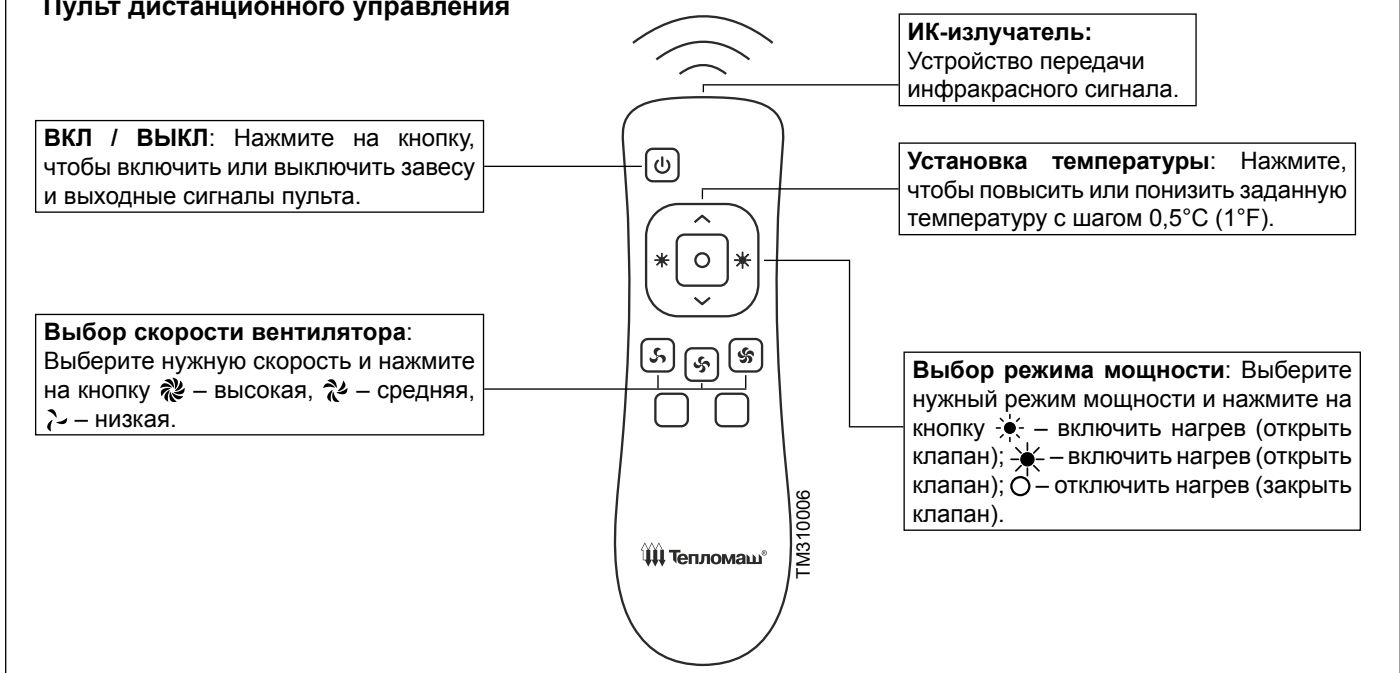 Пульт дистанционного управления
ИК-излучатель:
Устройство передачи
инфракрасного сигнала.
ВКЛ / ВЫКЛ: Нажмите на кнопку,
чтобы включить или выключить завесу
и выходные сигналы пульта.
Установка температуры: Нажмите,
чтобы повысить или понизить заданную
температуру с шагом 0,5°C (1°F).
Выбор скорости вентилятора:
Выберите нужную скорость и нажмите
на кнопку – высокая, – средняя,
– низкая.
Выбор режима мощности: Выберите
нужный режим мощности и нажмите на
кнопку – включить нагрев (открыть
клапан); – включить нагрев (открыть
клапан); – отключить нагрев (закрыть
клапан).
Тепломаш®
TM310006